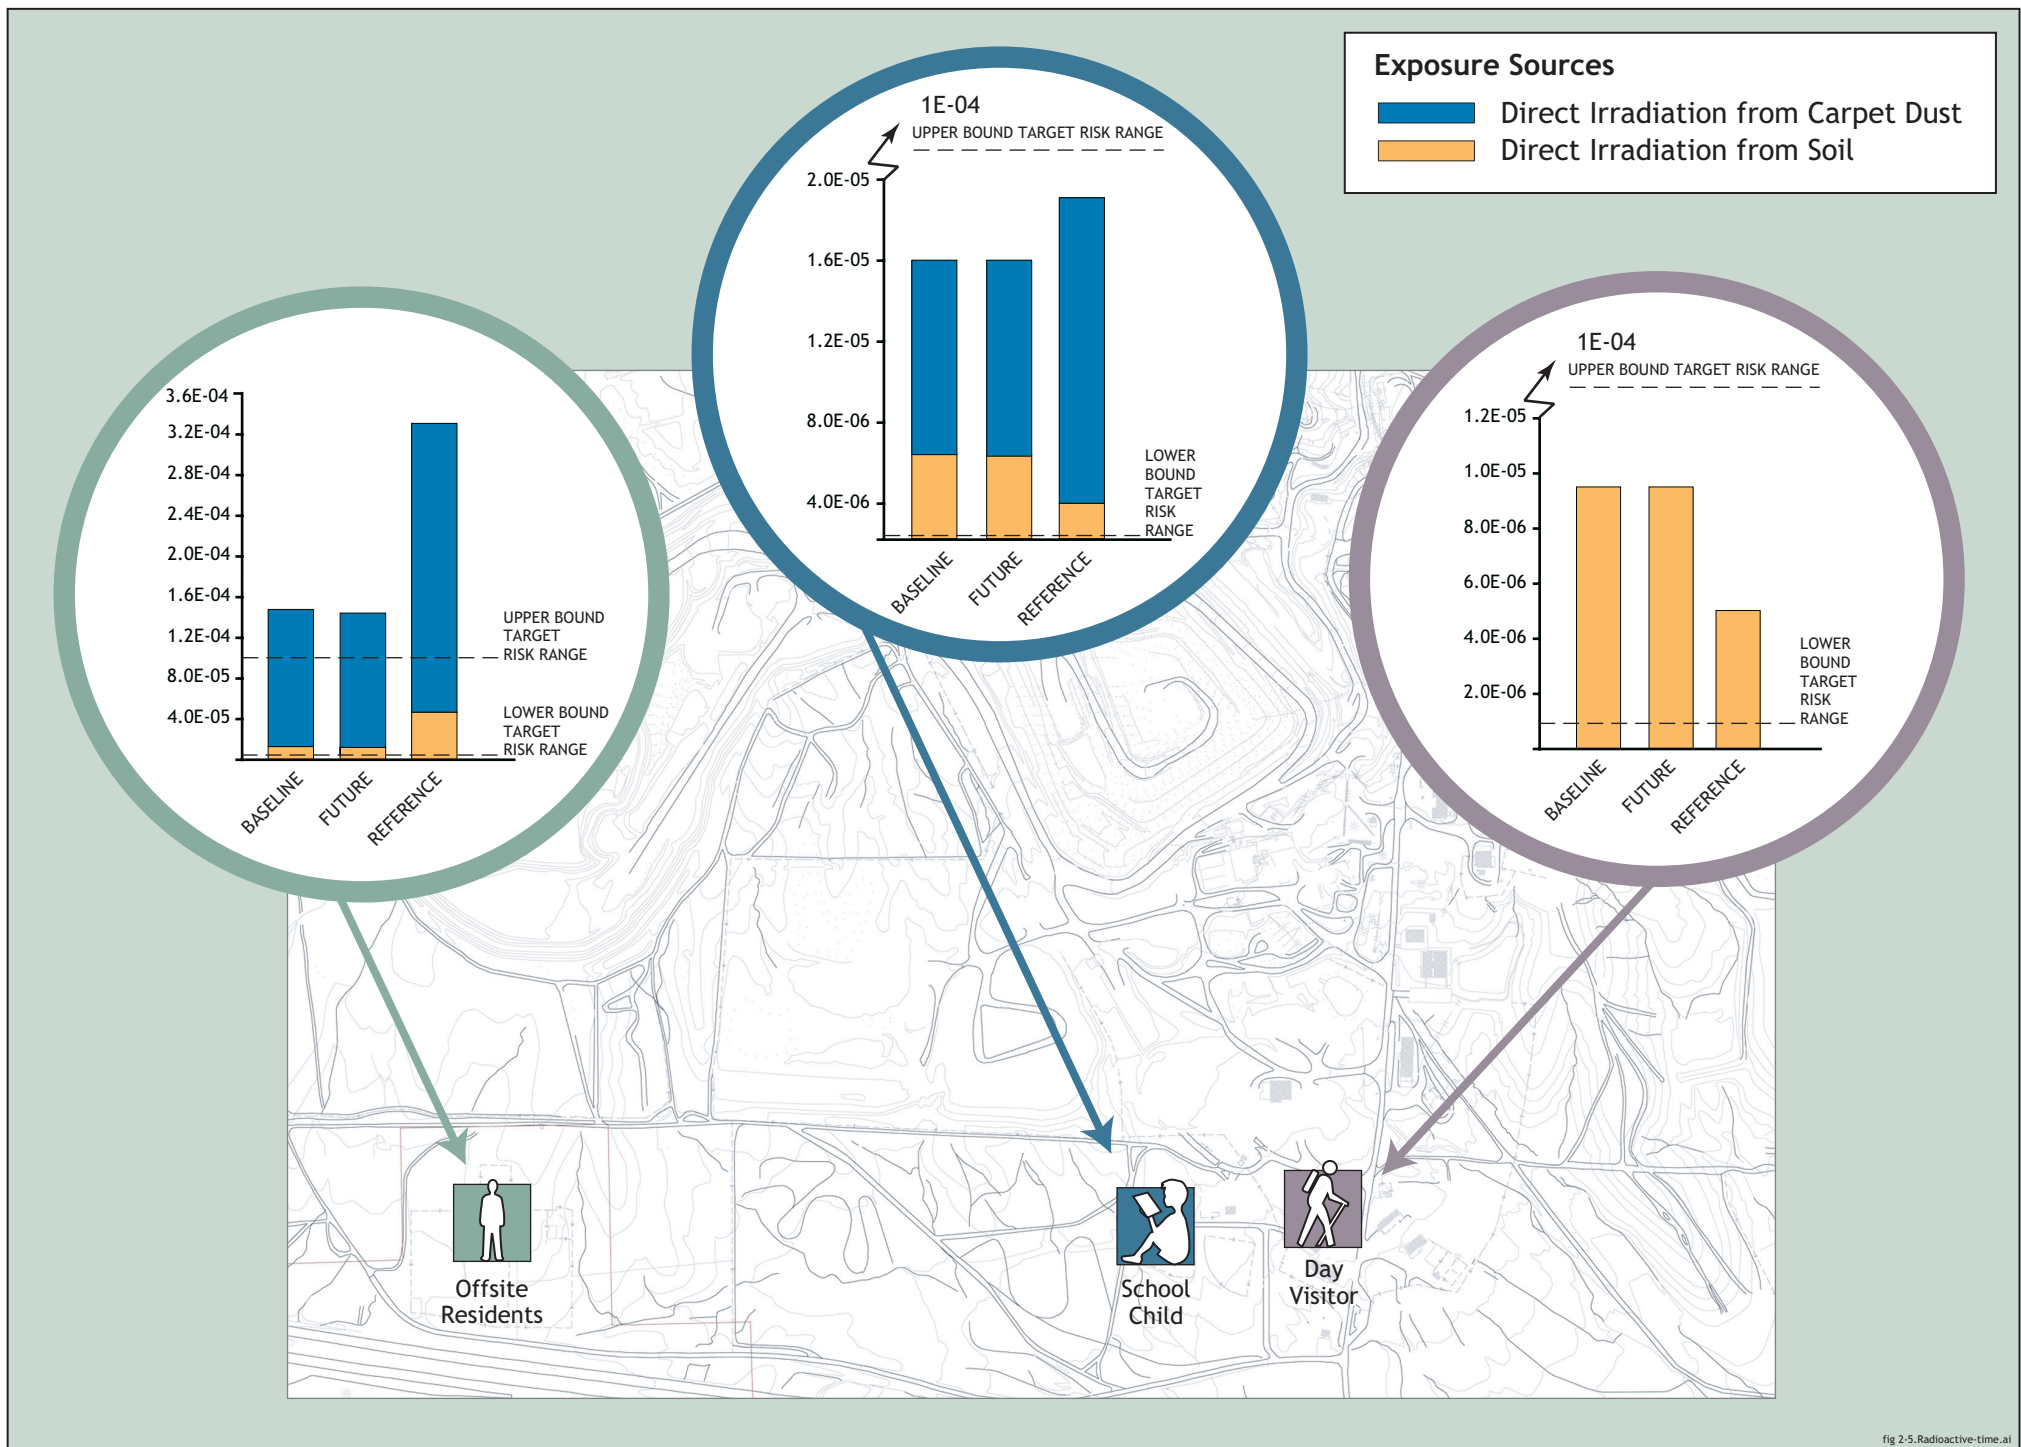 Exposure Sources
Direct Irradiation from Carpet Dust
Direct Irradiation from Soil
1E-04
UPPER BOUND TARGET RISK RANGE
2.0E-05
1.6E-05
1.2E-05
8.0E-06
4.0E-06
LOWER
BOUND
TARGET
RISK
RANGE
BASELINE
FUTURE
REFERENCE
3.6E-04
3.2E-04
2.8E-04
2.4E-04
2.0E-04
1.6E-04
1.2E-04
8.0E-05
4.0E-05
UPPER BOUND
TARGET
RISK RANGE
LOWER BOUND
TARGET
RISK RANGE
BASELINE
FUTURE
REFERENCE
1E-04
UPPER BOUND TARGET RISK RANGE
1.2E-05
1.0E-05
8.0E-06
6.0E-06
4.0E-06
2.0E-06
LOWER
BOUND
TARGET
RISK
RANGE
BASELINE
FUTURE
REFERENCE
Offsite
Residents
School
Child
Day
Visitor
fig 2-5.Radioactive-time.ai